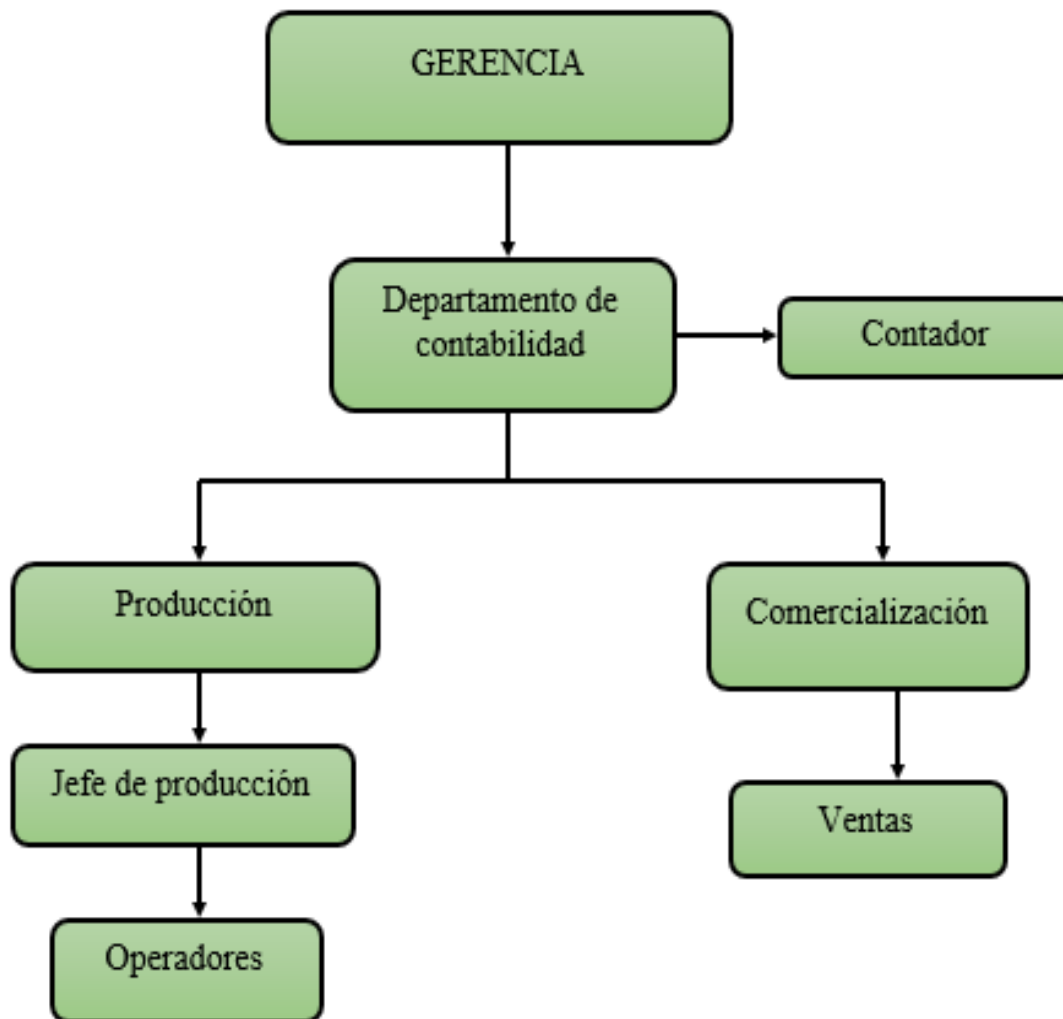 GERENCIA
Departamento de
contabilidad
Contador
Producción
Comercialización
Jefe de producción
Ventas
Operadores